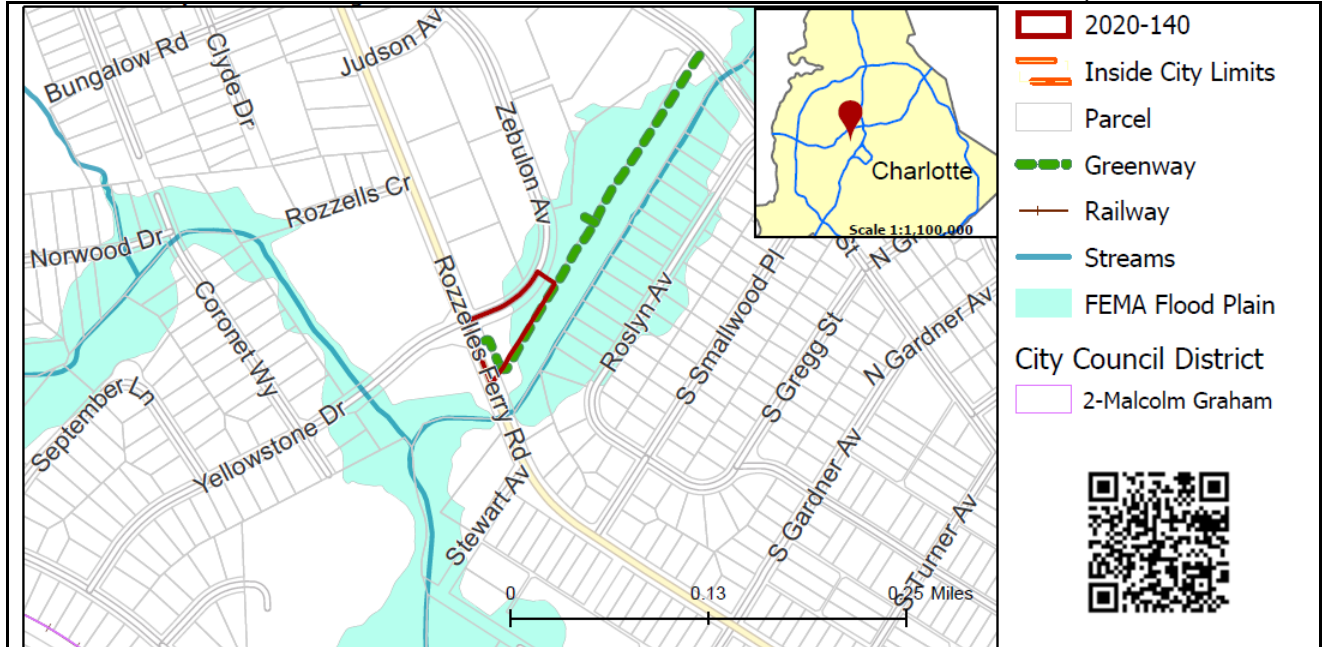 Bungalow Rd
Clyde Dr
Judson Av
Zebulon Av
Rozzells Cr
Norwood Dr
Coronet Wy
Rozzelles Ferry Rd
September Ln
Yellowstone Dr
Stewart Av
Roslyn Av
S Smallwood Pl
S Gregg St
N Gardner Av
S Gardner Av
S Turner Av
St
N Gr
Charlotte
Scale 1:1,100,000
0
0.13
0.25 Miles
2020-140
Inside City Limits
Parcel
Greenway
Railway
Streams
FEMA Flood Plain
City Council District
2-Malcolm Graham